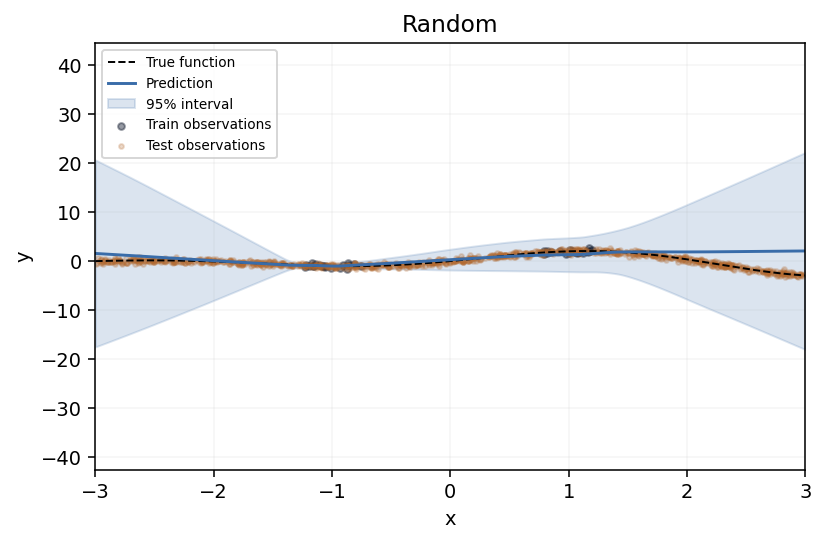 Random
True function
Prediction
95% interval
Train observations
Test observations
40
30
20
10
0
−10
−20
−30
−40
y
−3
−2
−1
0
1
2
3
x